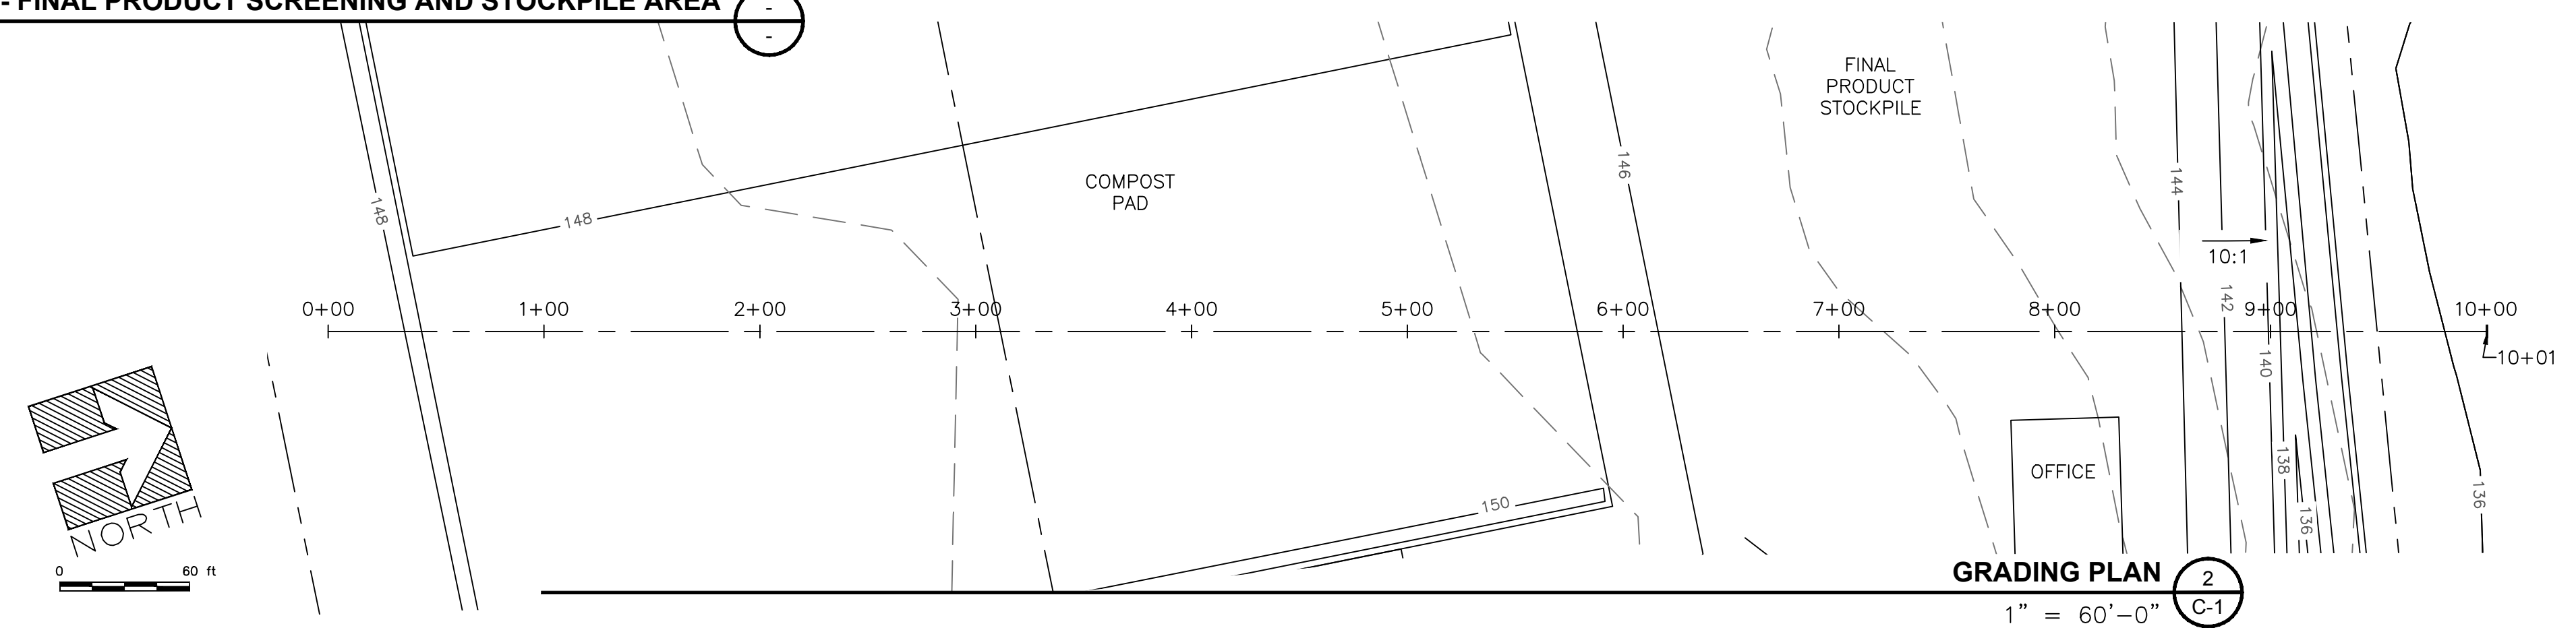 - FINAL PRODUCT SCREENING AND STOCKPILE AREA
-
-
FINAL
PRODUCT
STOCKPILE
COMPOST
PAD
146
144
148
148
10:1
142
0+00
1+00
2+00
3+00
4+00
5+00
6+00
7+00
8+00
9+00
10+00
10+01
140
OFFICE
138
136
136
150
NORTH
0
60 ft
GRADING PLAN
2
C-1
1" = 60'-0"